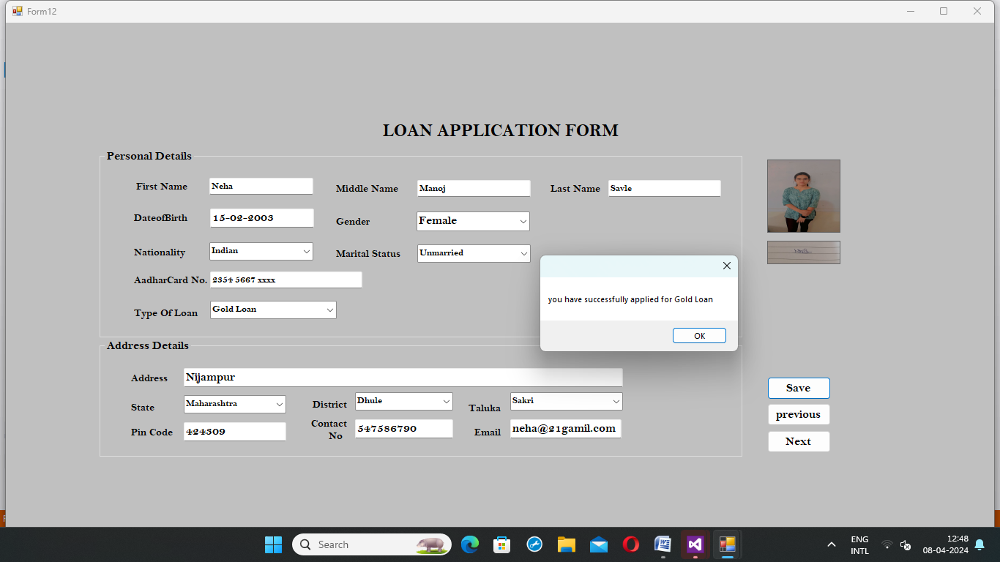 Form12
LOAN APPLICATION FORM
Personal Details
First Name Neha Middle Name Manoj Last Name Savle
DateofBirth 15-02-2003 Gender Female
Nationality Indian Marital Status Unmarried
AadharCard No. 2354 5667 xxxx
Type Of Loan Gold Loan
you have successfully applied for Gold Loan
OK
Address Details
Address Nijampur
State Maharashtra District Dhule Taluka Sakri
Pin Code 424309 Contact No 547586790 Email neha@21gamil.com
Save
previous
Next
Search
ENG
INTL
12:48
08-04-2024